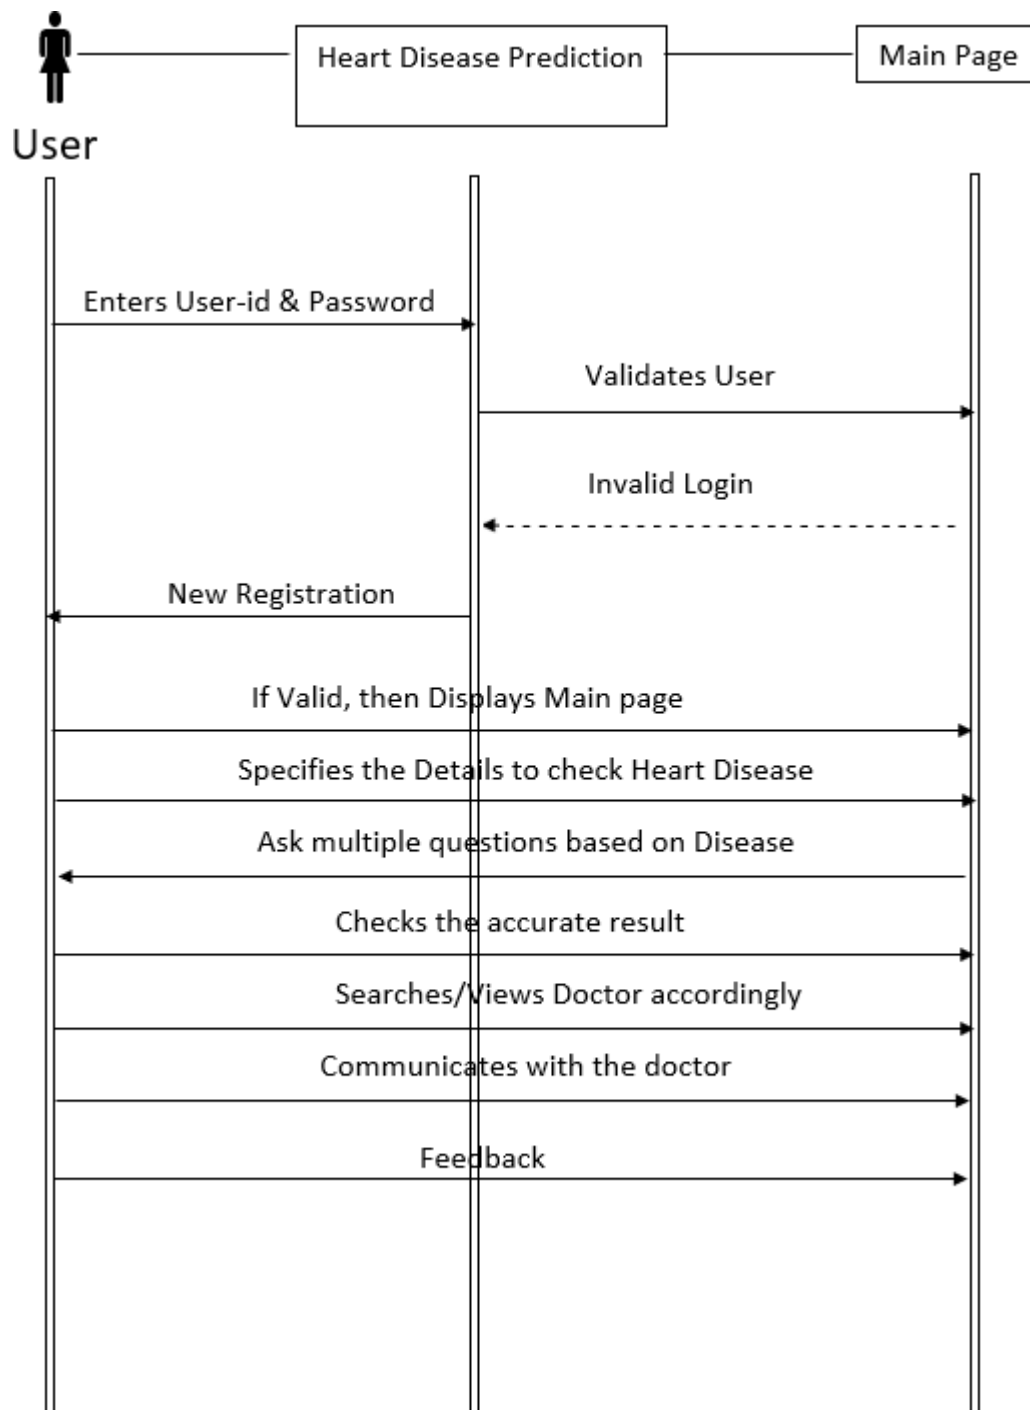 Heart Disease Prediction
Main Page
User
Enters User-id & Password
Validates User
Invalid Login
New Registration
If Valid, then Displays Main page
Specifies the Details to check Heart Disease
Ask multiple questions based on Disease
Checks the accurate result
Searches/Views Doctor accordingly
Communicates with the doctor
Feedback